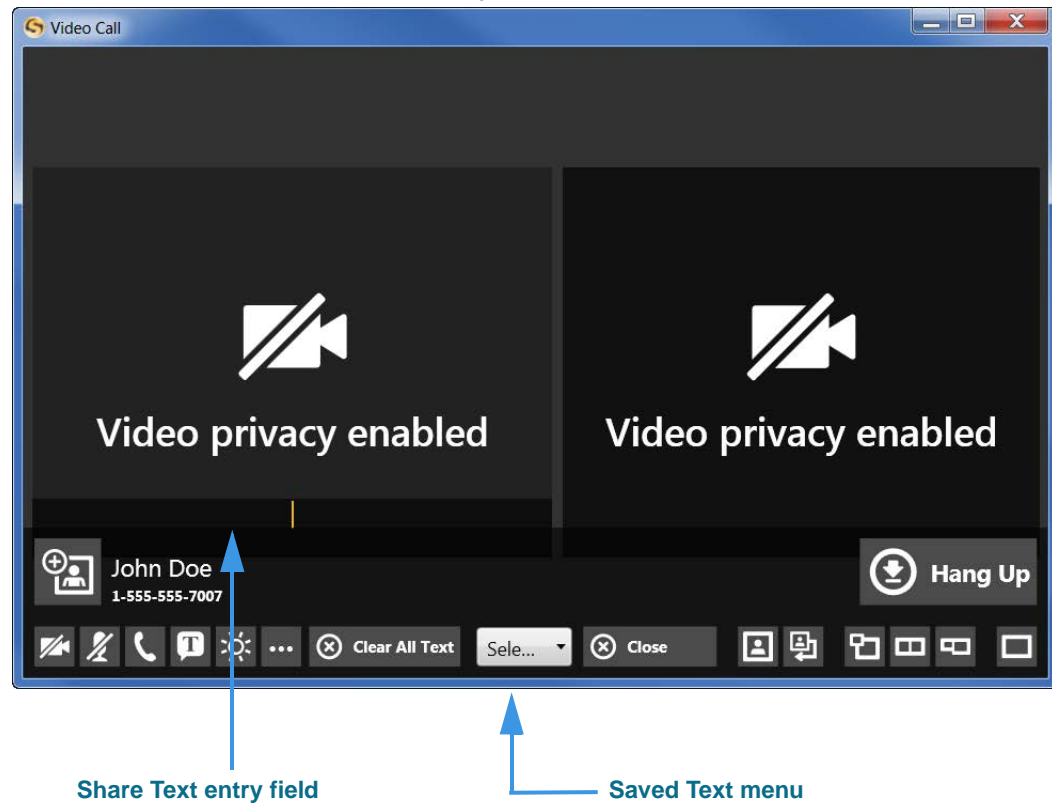 Video Call
Video privacy enabled
Video privacy enabled
John Doe
1-555-555-7007
Hang Up
T
Clear All Text
Sele...
Close
Share Text entry field
Saved Text menu